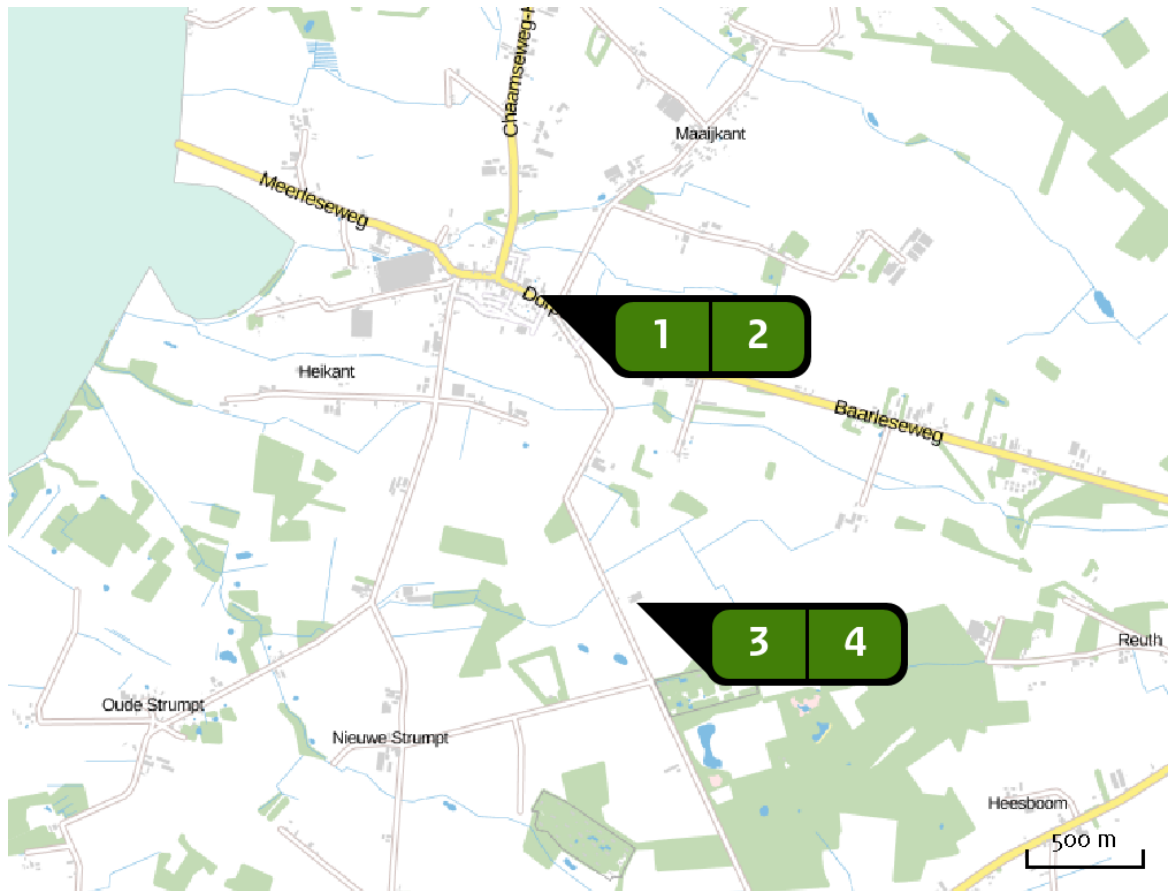 Chaamseweg-
Maaijkant
Meerleseweg
Dorp
1 2
Heikant
Baarleseweg
3 4
Reuth
Oude Strumpt
Nieuwe Strumpt
Heesboom
500 m